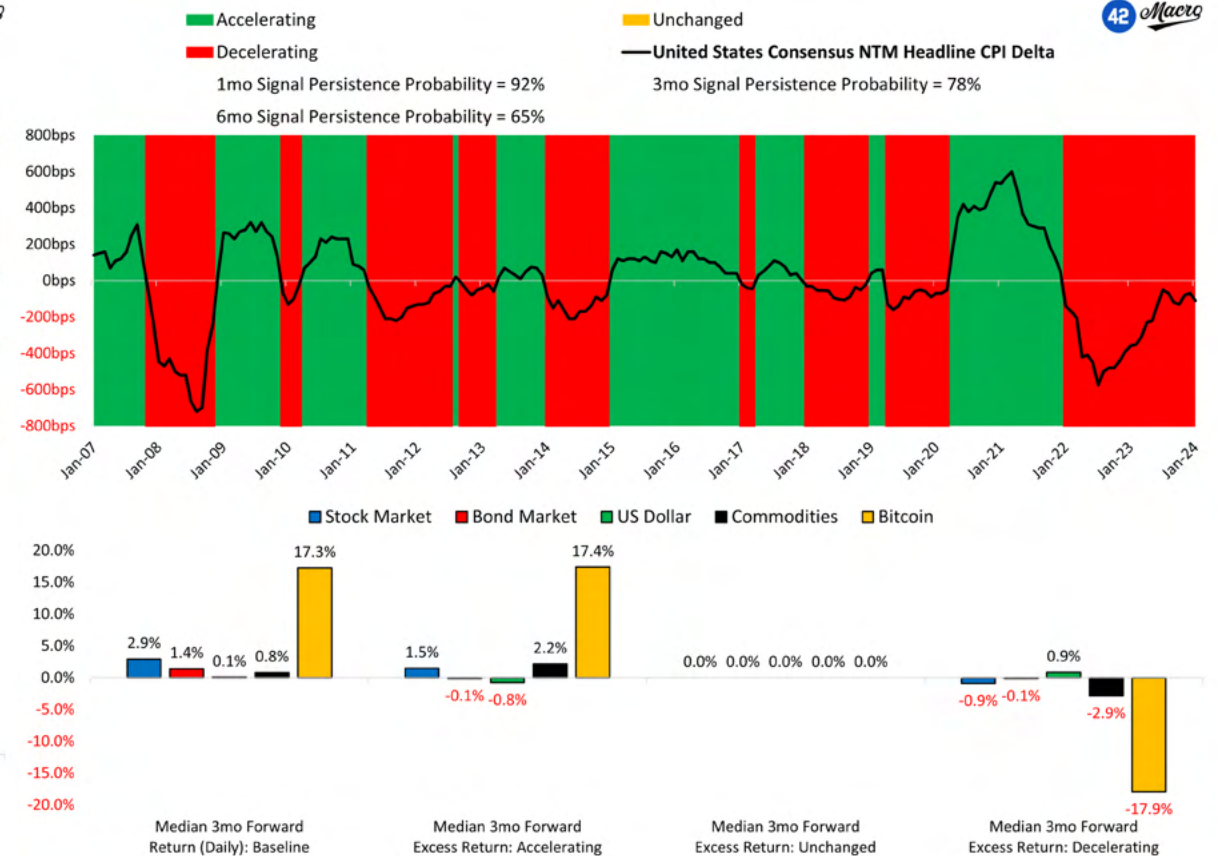 42 Macro
Accelerating
Unchanged
Decelerating
United States Consensus NTM Headline CPI Delta
1mo Signal Persistence Probability = 92%
3mo Signal Persistence Probability = 78%
6mo Signal Persistence Probability = 65%
800bps
600bps
400bps
200bps
0bps
-200bps
-400bps
-600bps
-800bps
Jan-07
Jan-08
Jan-09
Jan-10
Jan-11
Jan-12
Jan-13
Jan-14
Jan-15
Jan-16
Jan-17
Jan-18
Jan-19
Jan-20
Jan-21
Jan-22
Jan-23
Jan-24
Stock Market Bond Market US Dollar Commodities Bitcoin
20.0%
15.0%
10.0%
5.0%
0.0%
-5.0%
-10.0%
-15.0%
-20.0%
2.9% 1.4% 0.1% 0.8% 17.3%
1.5% -0.1% -0.8% 2.2% 17.4%
0.0% 0.0% 0.0% 0.0% 0.0%
-0.9% -0.1% 0.9% -2.9% -17.9%
Median 3mo Forward
Return (Daily): Baseline
Median 3mo Forward
Excess Return: Accelerating
Median 3mo Forward
Excess Return: Unchanged
Median 3mo Forward
Excess Return: Decelerating